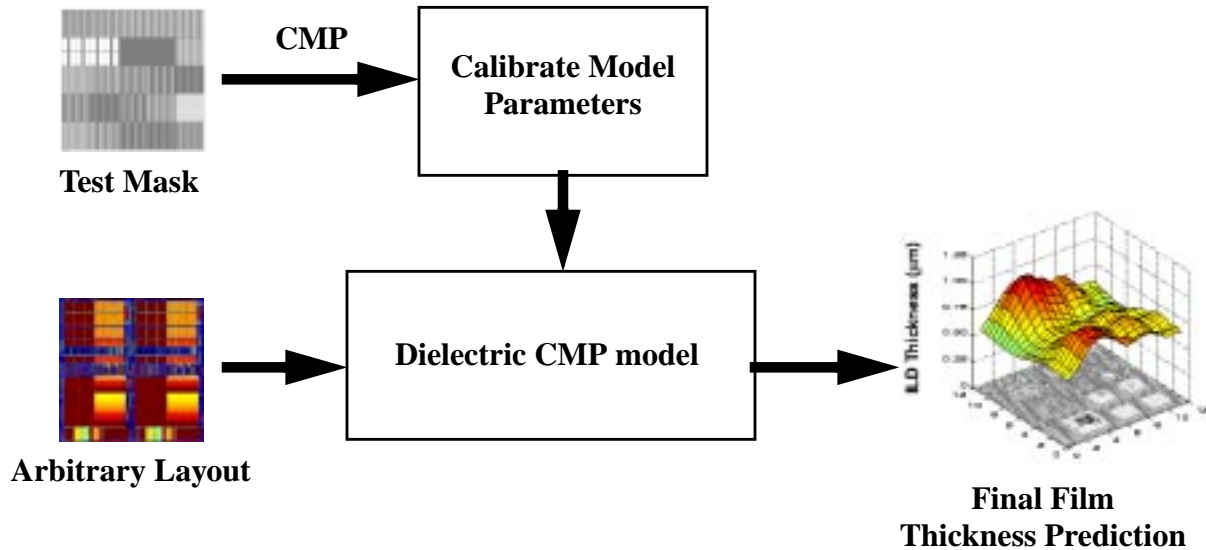 CMP
Calibrate Model
Parameters
Test Mask
Dielectric CMP model
Arbitrary Layout
ILD Thickness (µm)
Final Film
Thickness Prediction